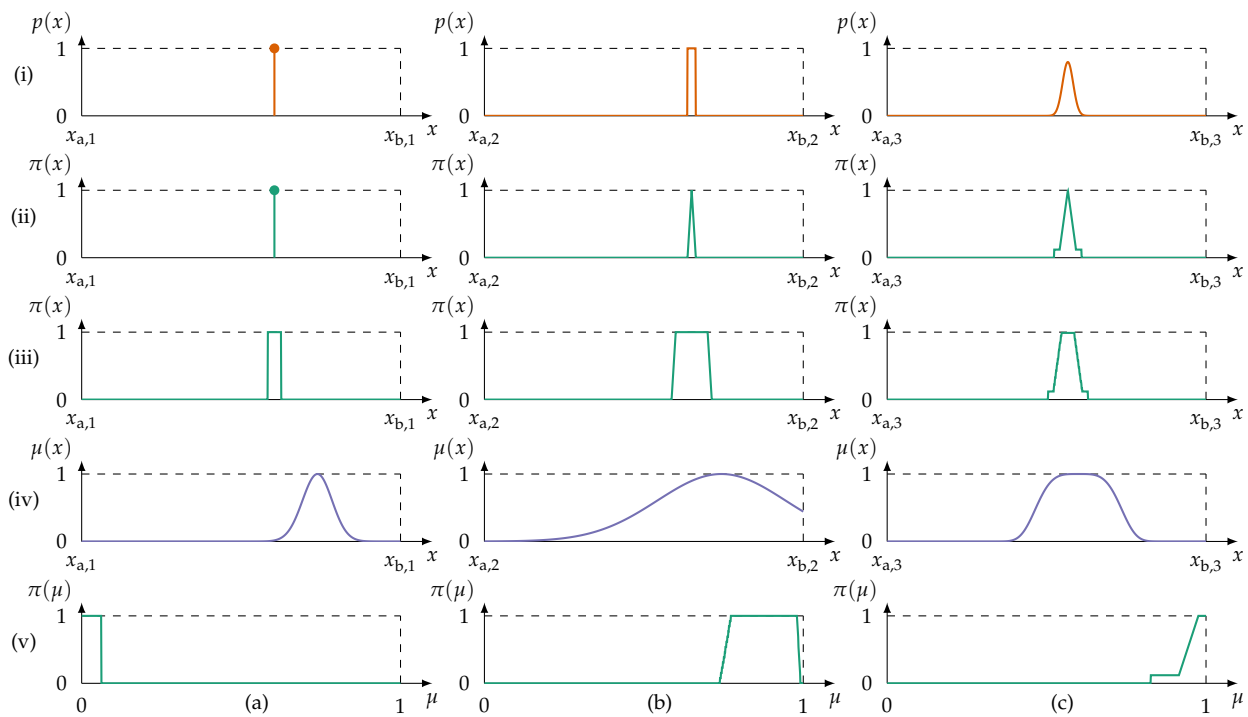 p(x) p(x) p(x)
1 1 1
(i)
0 0 0
x_a,1 x_b,1 x x_a,2 x_b,2 x x_a,3 x_b,3 x
π(x) π(x) π(x)
1 1 1
(ii)
0 0 0
x_a,1 x_b,1 x x_a,2 x_b,2 x x_a,3 x_b,3 x
π(x) π(x) π(x)
1 1 1
(iii)
0 0 0
x_a,1 x_b,1 x x_a,2 x_b,2 x x_a,3 x_b,3 x
μ(x) μ(x) μ(x)
1 1 1
(iv)
0 0 0
x_a,1 x_b,1 x x_a,2 x_b,2 x x_a,3 x_b,3 x
π(μ) π(μ) π(μ)
1 1 1
(v)
0 0 0
0 (a) 1 μ 0 (b) 1 μ 0 (c) 1 μ